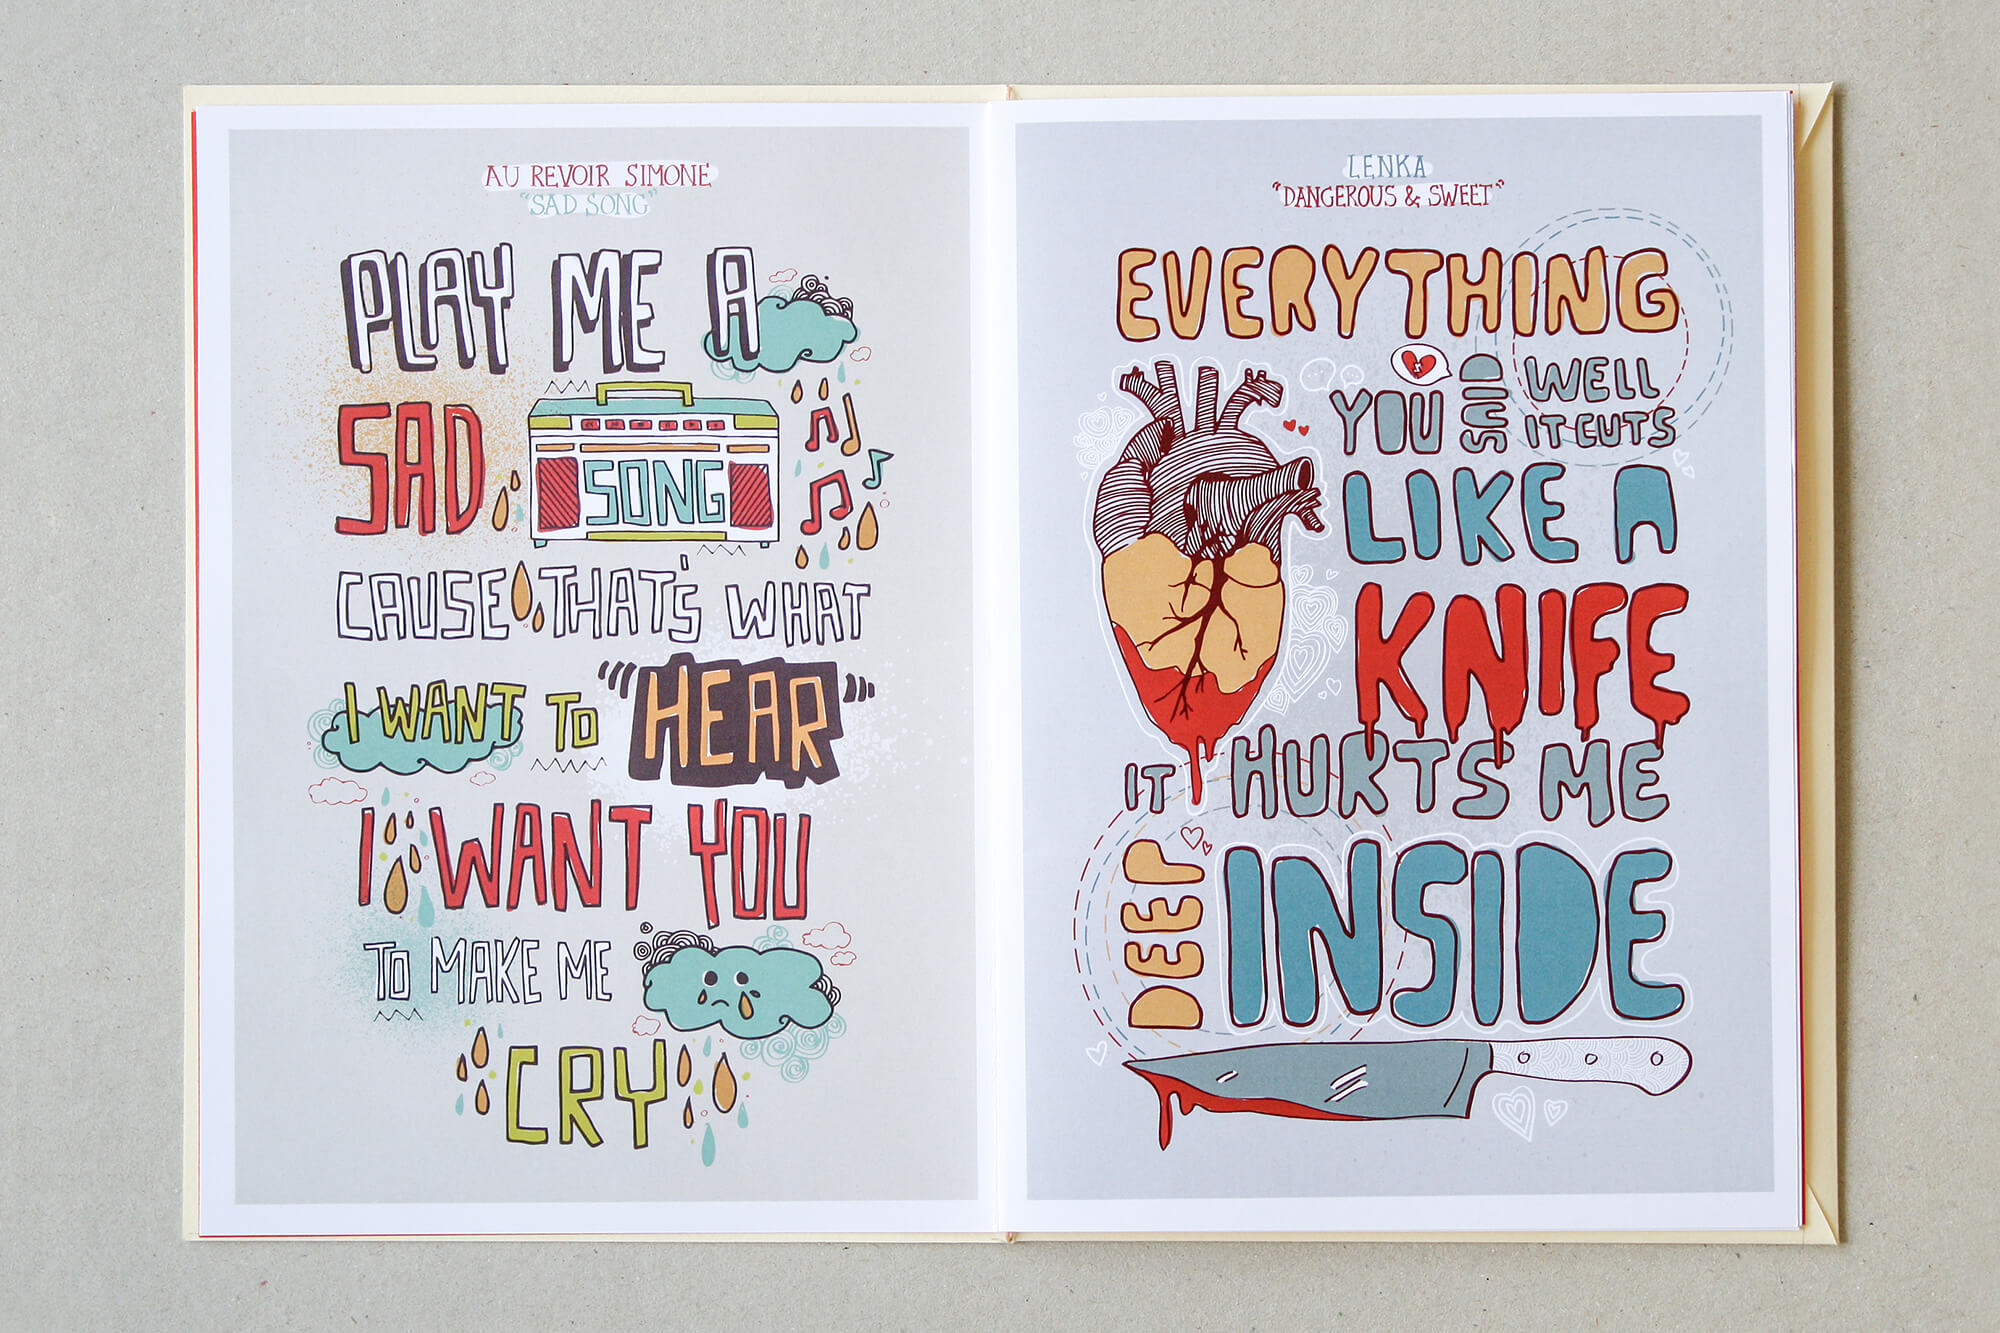 AU REVOIR SIMONE
"SAD SONG"
PLAY ME A
SAD SONG
CAUSE THAT'S WHAT
I WANT TO "HEAR"
I WANT YOU
TO MAKE ME
CRY
LENKA
"DANGEROUS & SWEET"
EVERYTHING
YOU SAID WELL
IT CUTS
LIKE A
KNIFE
IT HURTS ME
DEEP INSIDE